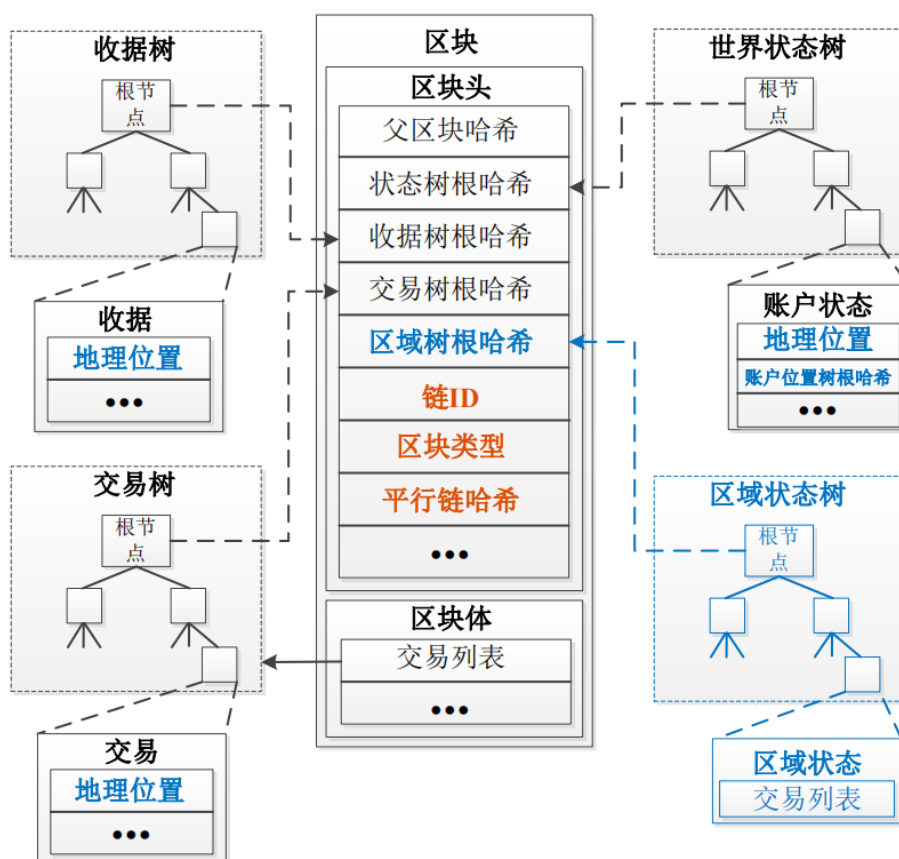 收据树
根节
点
收据
地理位置
•••
交易树
根节
点
交易
地理位置
•••
区块
区块头
父区块哈希
状态树根哈希
收据树根哈希
交易树根哈希
区域树根哈希
链ID
区块类型
平行链哈希
•••
区块体
交易列表
•••
世界状态树
根节
点
账户状态
地理位置
账户位置树根哈希
•••
区域状态树
根节
点
区域状态
交易列表